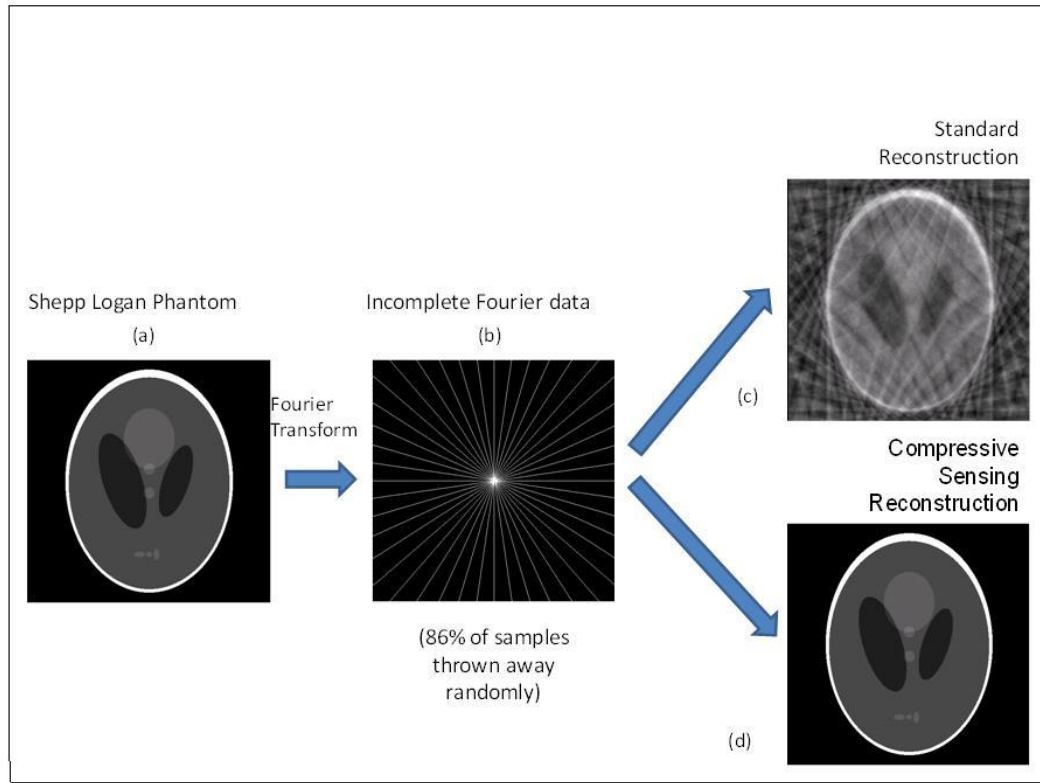 Standard
Reconstruction
Shepp Logan Phantom
(a)
Incomplete Fourier data
(b)
Fourier
Transform
(c)
Compressive
Sensing
Reconstruction
(86% of samples
thrown away
randomly)
(d)